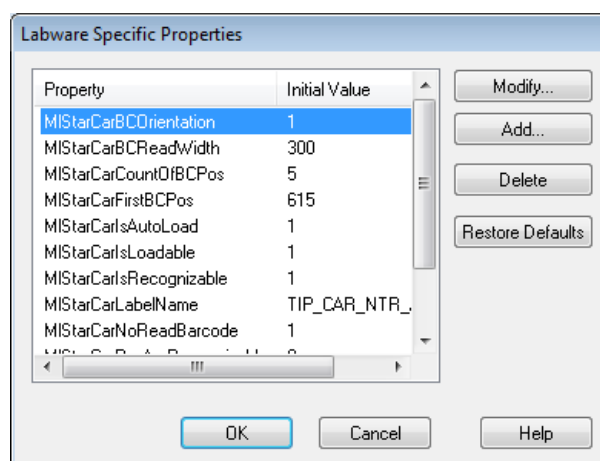 Labware Specific Properties
Property Initial Value
MlStarCarBCOrientation 1
MlStarCarBCReadWidth 300
MlStarCarCountOfBCPos 5
MlStarCarFirstBCPos 615
MlStarCarIsAutoLoad 1
MlStarCarIsLoadable 1
MlStarCarIsRecognizable 1
MlStarCarLabelName TIP_CAR_NTR_
MlStarCarNoReadBarcode 1
Modify...
Add...
Delete
Restore Defaults
OK Cancel Help